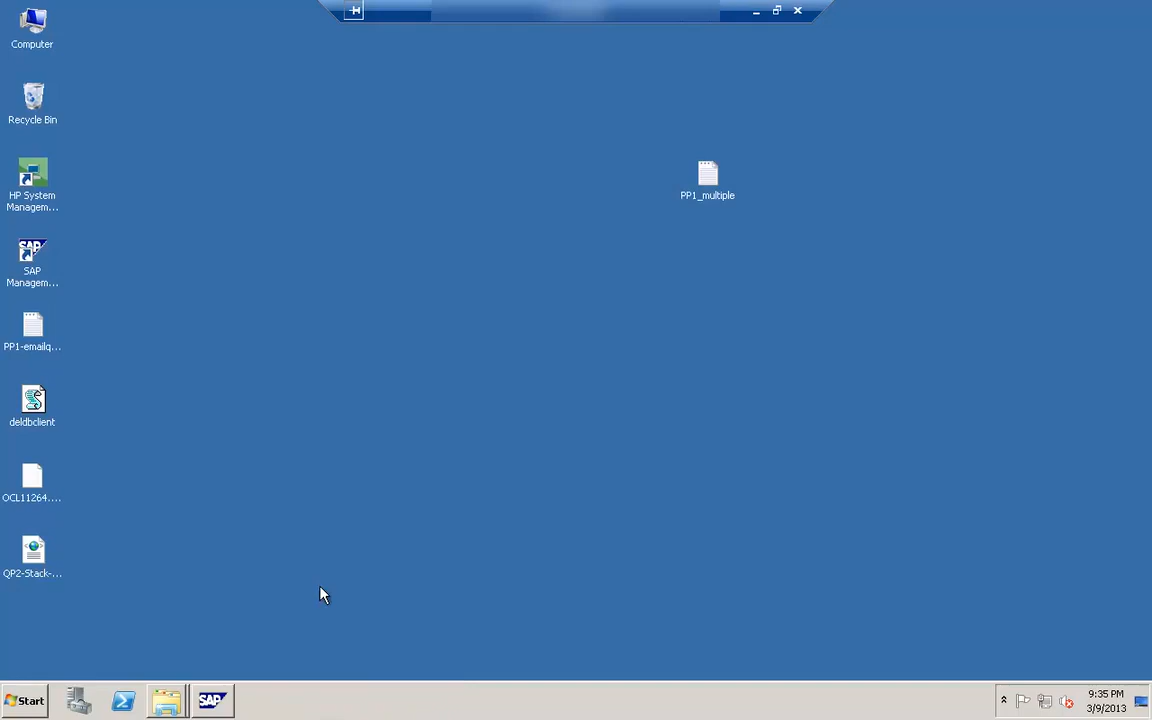 Computer
Recycle Bin
HP System
Managem...
SAP
SAP
Managem...
PP1-emailq...
deldbclient
OCL11264....
QP2-Stack-...
PP1_multiple
Start
SAP
9:35 PM
3/9/2013